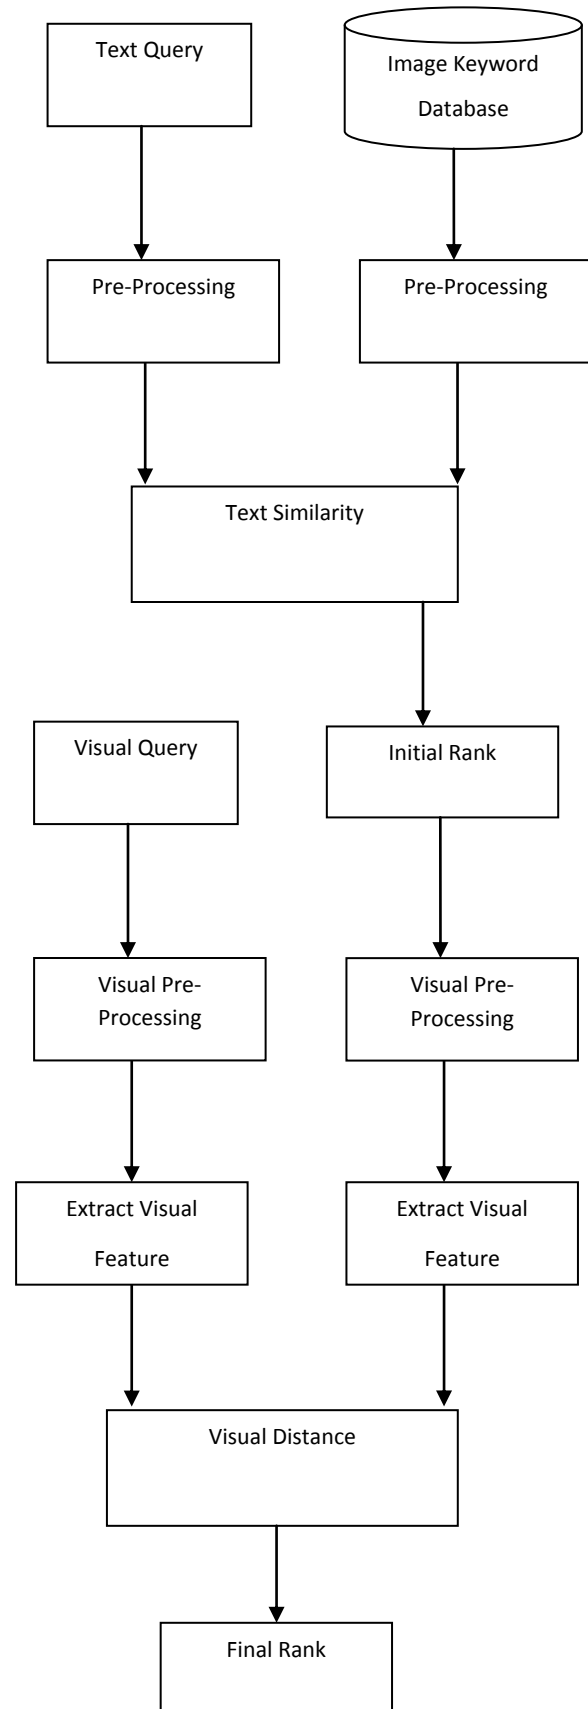 Text Query
Image Keyword
Database
Pre-Processing
Pre-Processing
Text Similarity
Visual Query
Initial Rank
Visual Pre-
Processing
Visual Pre-
Processing
Extract Visual
Feature
Extract Visual
Feature
Visual Distance
Final Rank